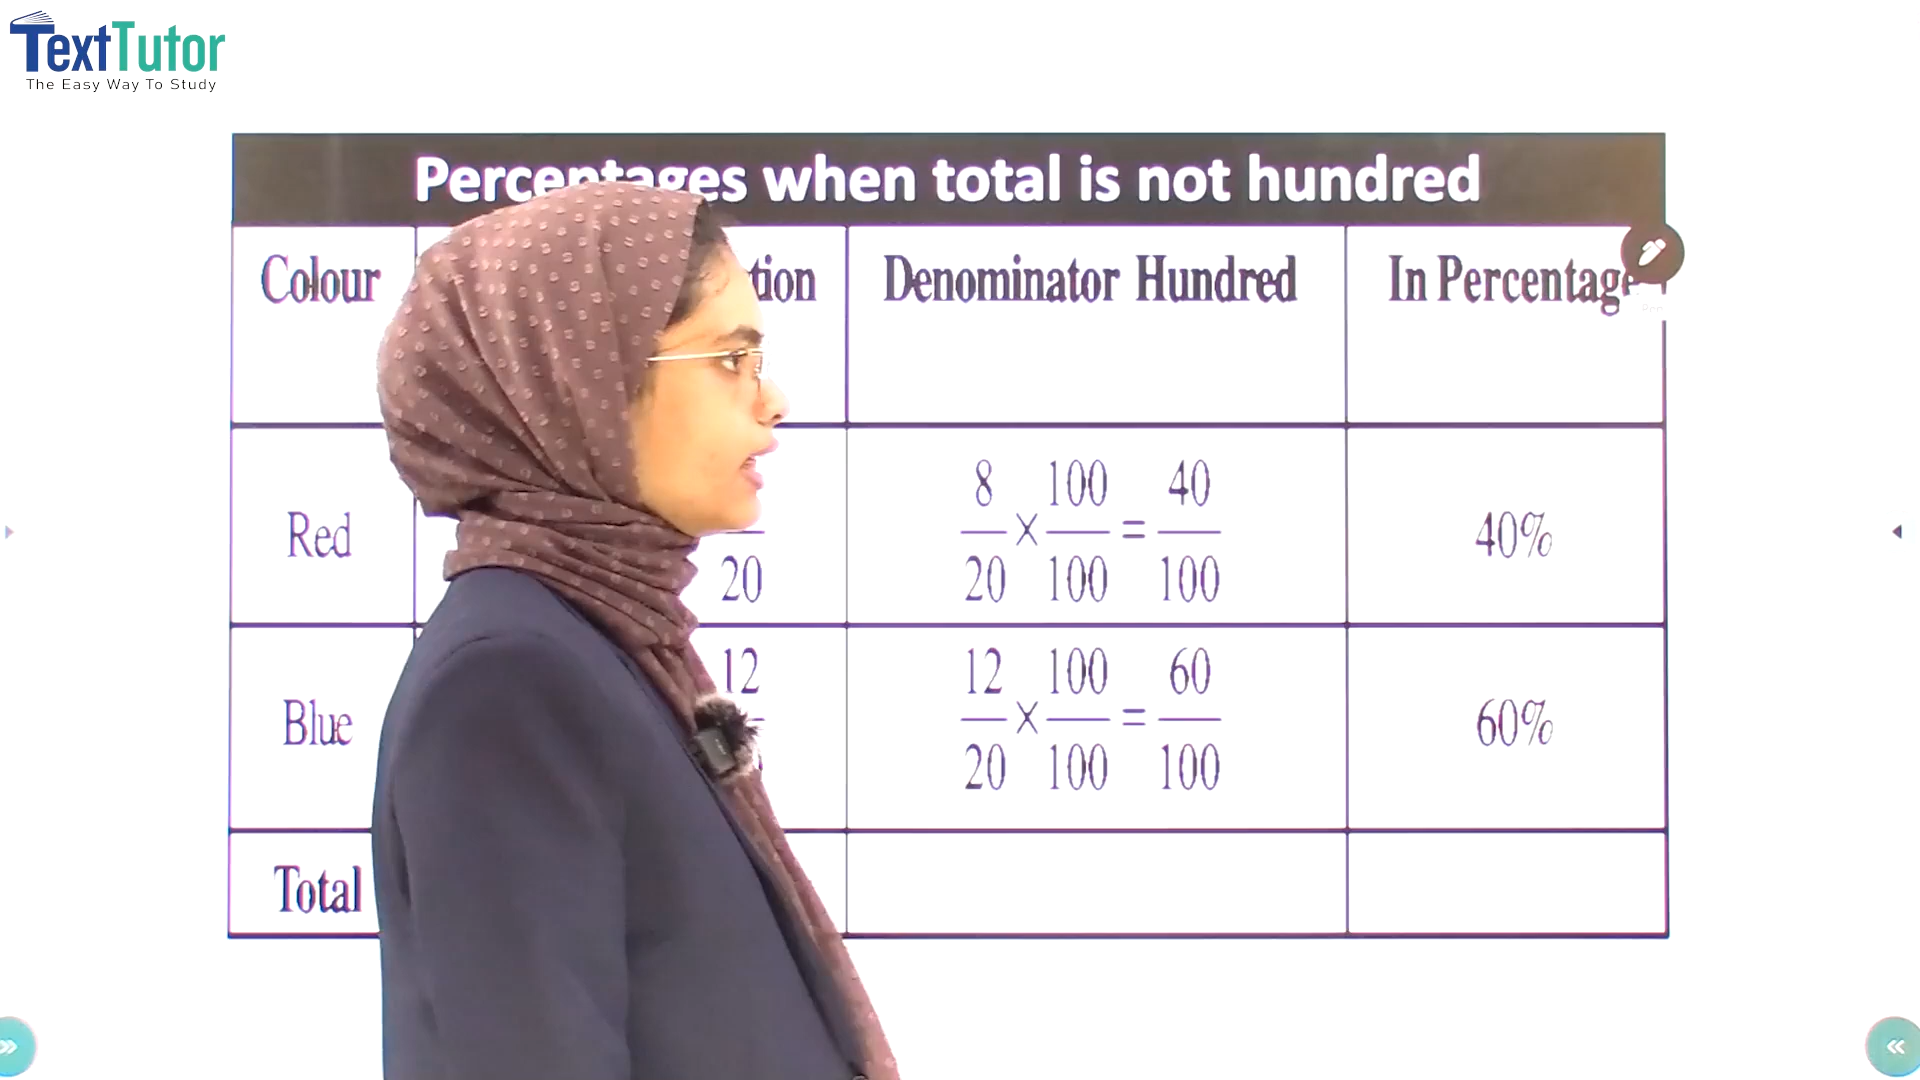 TextTutor
The Easy Way To Study
Percentages when total is not hundred
Colour
Denominator Hundred
In Percentage
Red
20
8/20 × 100/100 = 40/100
40%
Blue
12
12/20 × 100/100 = 60/100
60%
Total